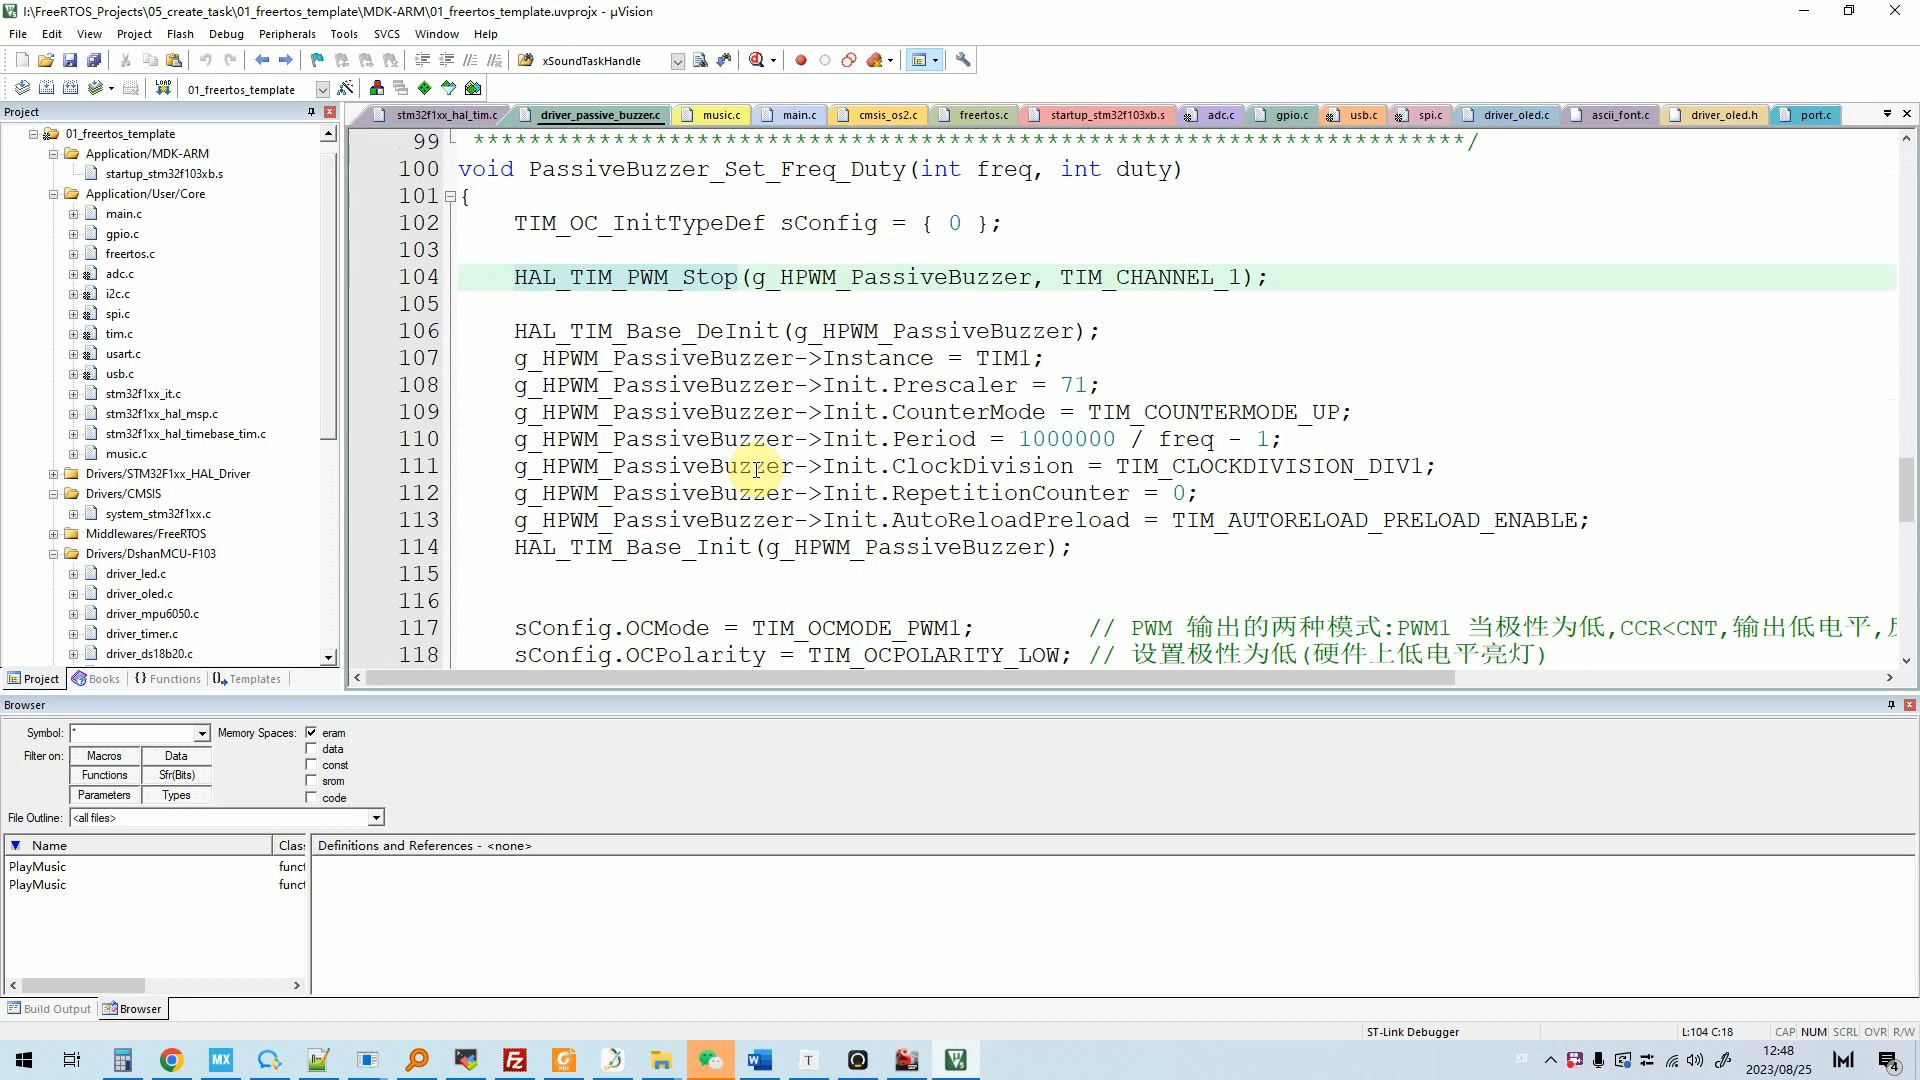 I:\FreeRTOS_Projects\05_create_task\01_freertos_template\MDK-ARM\01_freertos_template.uvprojx - µVision
File Edit View Project Flash Debug Peripherals Tools SVCS Window Help
xSoundTaskHandle
LOAD 01_freertos_template
Project
stm32f1xx_hal_tim.c driver_passive_buzzer.c music.c main.c cmsis_os2.c freertos.c startup_stm32f103xb.s adc.c gpio.c usb.c spi.c driver_oled.c ascii_font.c driver_oled.h port.c
01_freertos_template
Application/MDK-ARM
startup_stm32f103xb.s
Application/User/Core
main.c
gpio.c
freertos.c
adc.c
i2c.c
spi.c
tim.c
usart.c
usb.c
stm32f1xx_it.c
stm32f1xx_hal_msp.c
stm32f1xx_hal_timebase_tim.c
music.c
Drivers/STM32F1xx_HAL_Driver
Drivers/CMSIS
system_stm32f1xx.c
Middlewares/FreeRTOS
Drivers/DshanMCU-F103
driver_led.c
driver_oled.c
driver_mpu6050.c
driver_timer.c
driver_ds18b20.c
Project Books {} Functions Templates
99 ***********************************************************************/
100 void PassiveBuzzer_Set_Freq_Duty(int freq, int duty)
101 {
102 TIM_OC_InitTypeDef sConfig = { 0 };
103
104 HAL_TIM_PWM_Stop(g_HPWM_PassiveBuzzer, TIM_CHANNEL_1);
105
106 HAL_TIM_Base_DeInit(g_HPWM_PassiveBuzzer);
107 g_HPWM_PassiveBuzzer->Instance = TIM1;
108 g_HPWM_PassiveBuzzer->Init.Prescaler = 71;
109 g_HPWM_PassiveBuzzer->Init.CounterMode = TIM_COUNTERMODE_UP;
110 g_HPWM_PassiveBuzzer->Init.Period = 1000000 / freq - 1;
111 g_HPWM_PassiveBuzzer->Init.ClockDivision = TIM_CLOCKDIVISION_DIV1;
112 g_HPWM_PassiveBuzzer->Init.RepetitionCounter = 0;
113 g_HPWM_PassiveBuzzer->Init.AutoReloadPreload = TIM_AUTORELOAD_PRELOAD_ENABLE;
114 HAL_TIM_Base_Init(g_HPWM_PassiveBuzzer);
115
116
117 sConfig.OCMode = TIM_OCMODE_PWM1; // PWM 输出的两种模式:PWM1 当极性为低,CCR<CNT,输出低电平,
118 sConfig.OCPolarity = TIM_OCPOLARITY_LOW; // 设置极性为低(硬件上低电平亮灯)
Browser
Symbol: * Memory Spaces: eram
data
const
srom
code
Filter on: Macros Data
Functions Sfr(Bits)
Parameters Types
File Outline: <all files>
Name Clas
PlayMusic funct
PlayMusic funct
Definitions and References - <none>
Build Output Browser
ST-Link Debugger L:104 C:18 CAP NUM SCRL OVR R/W
MX T EN 12:48
2023/08/25 4